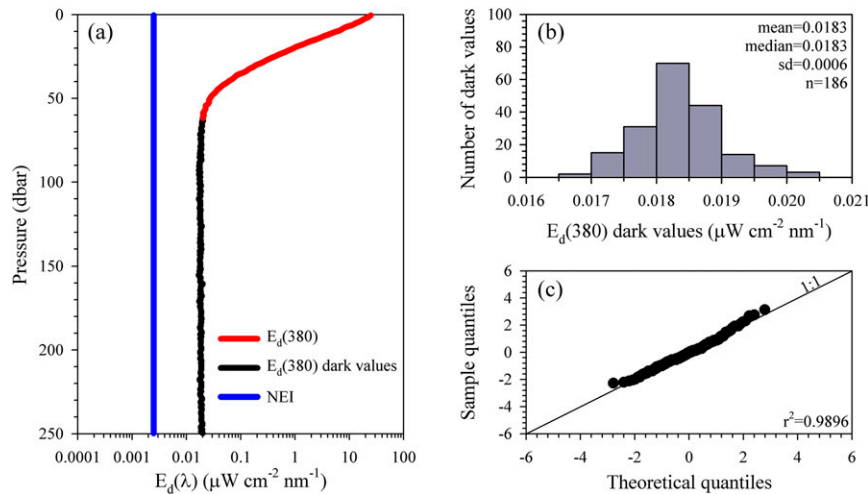 (a)
0
50
100
150
200
250
Pressure (dbar)
0.0001 0.001 0.01 0.1 1 10 100
E_d(λ) (µW cm⁻² nm⁻¹)
E_d(380)
E_d(380) dark values
NEI
(b)
mean=0.0183
median=0.0183
sd=0.0006
n=186
100
80
60
40
20
0
Number of dark values
0.016 0.017 0.018 0.019 0.020 0.021
E_d(380) dark values (µW cm⁻² nm⁻¹)
(c)
1:1
6
4
2
0
-2
-4
-6
Sample quantiles
r²=0.9896
-6 -4 -2 0 2 4 6
Theoretical quantiles